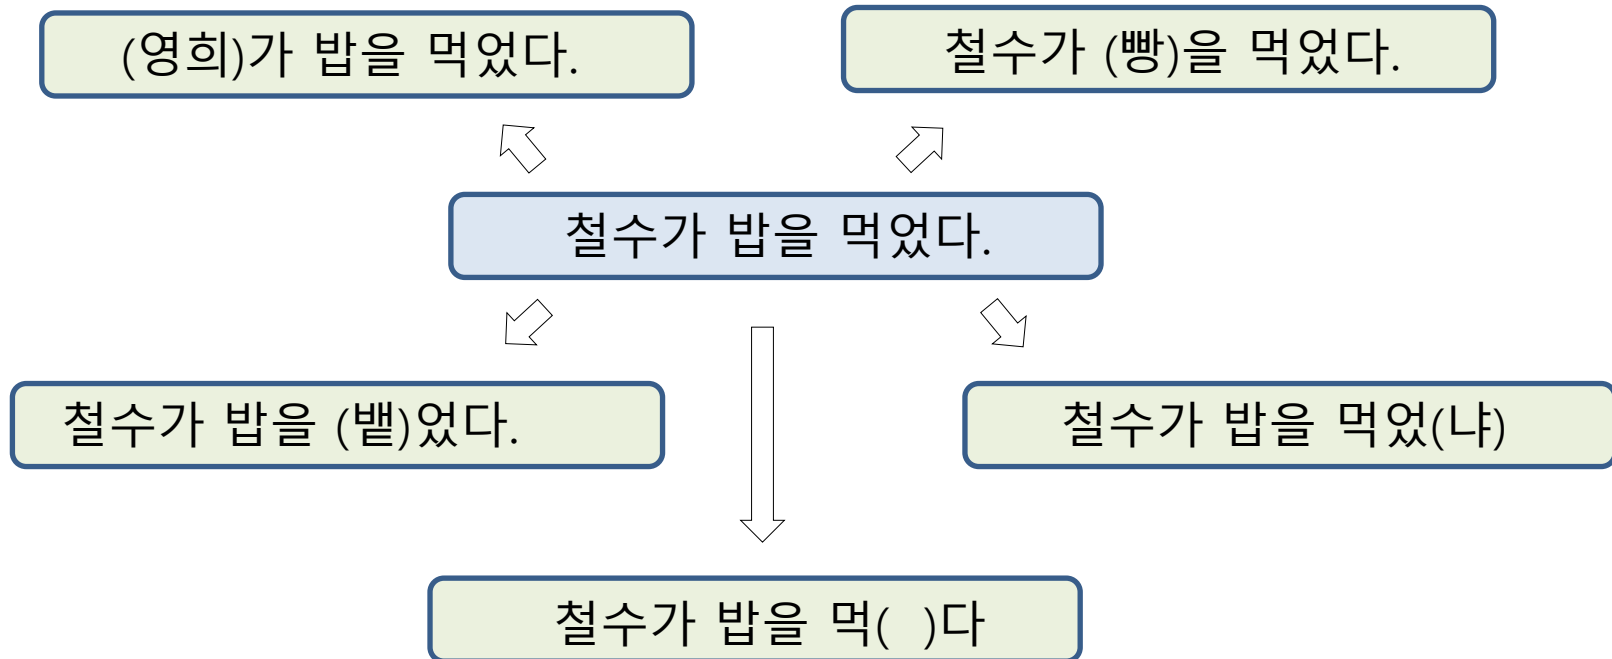 (영희)가 밥을 먹었다.
철수가 (빵)을 먹었다.
철수가 밥을 먹었다.
철수가 밥을 (뱉)었다.
철수가 밥을 먹었(냐)
철수가 밥을 먹(  )다